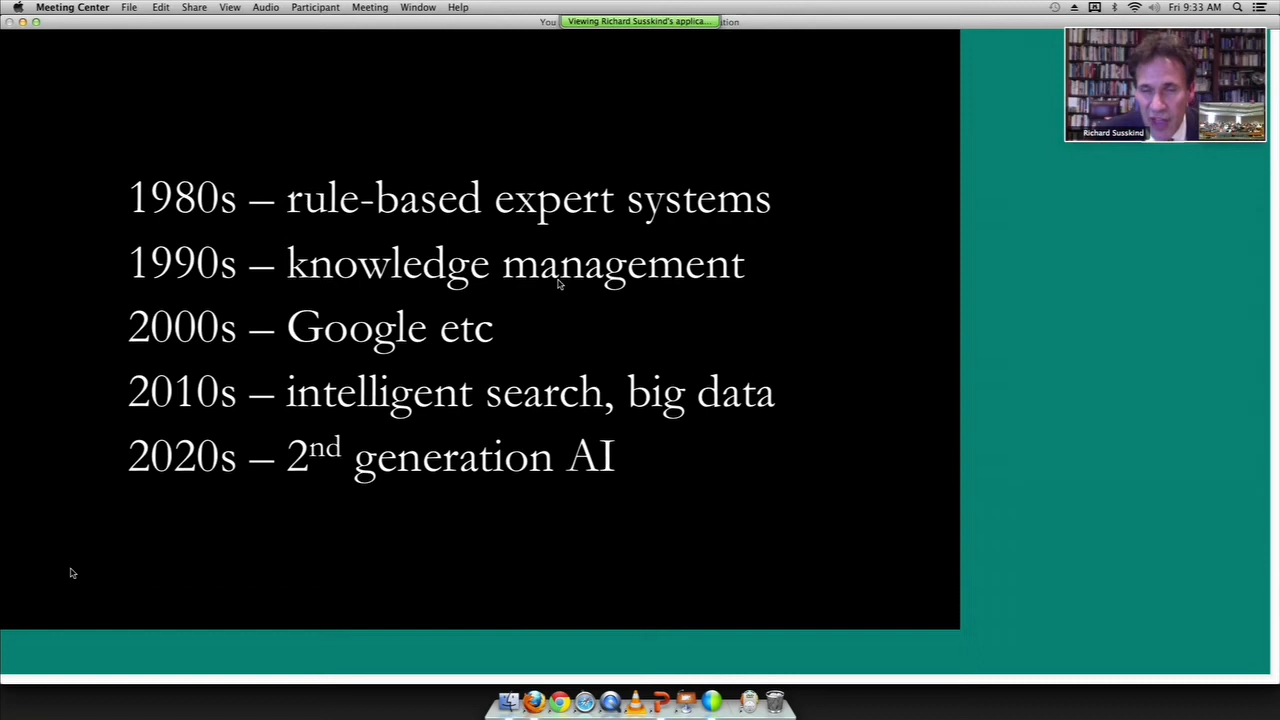 Meeting Center File Edit Share View Audio Participant Meeting Window Help Fri 9:33 AM
You Viewing Richard Susskind's applica... tion
Richard Susskind
1980s – rule-based expert systems
1990s – knowledge management
2000s – Google etc
2010s – intelligent search, big data
2020s – 2nd generation AI